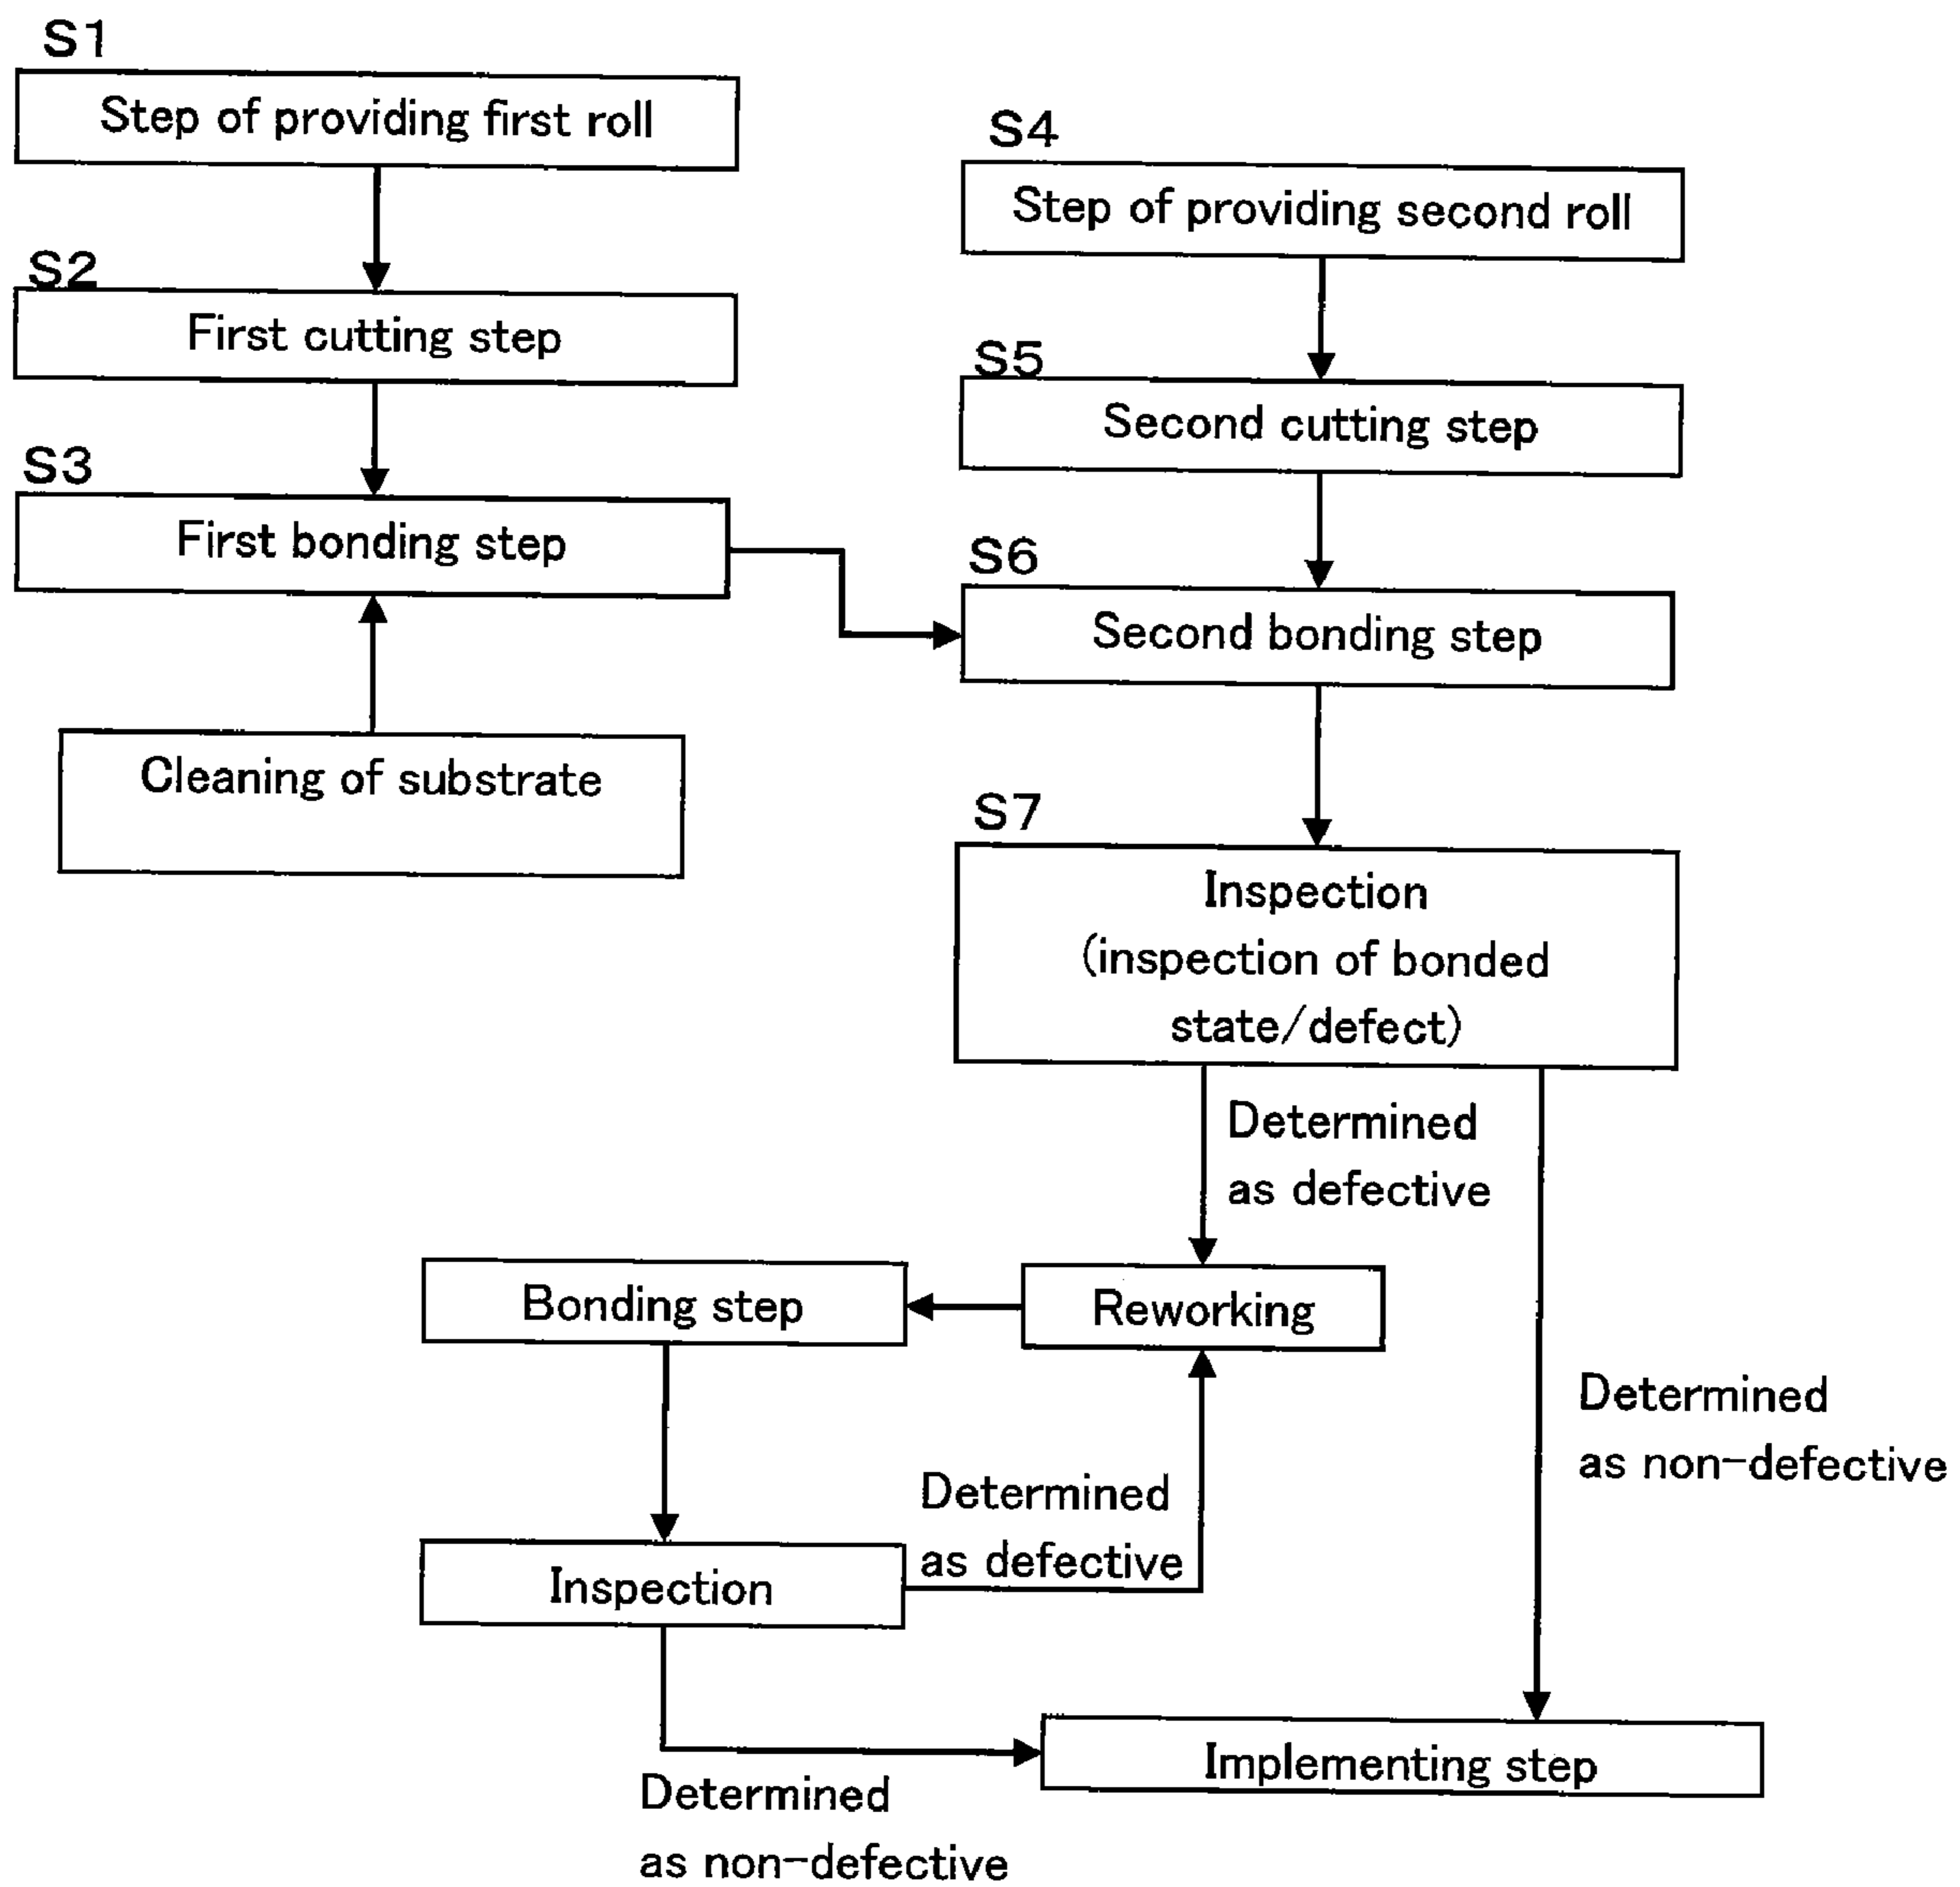 S1
Step of providing first roll
S2
First cutting step
S3
First bonding step
Cleaning of substrate
S4
Step of providing second roll
S5
Second cutting step
S6
Second bonding step
S7
Inspection
(inspection of bonded
state/defect)
Determined
as defective
Reworking
Bonding step
Inspection
Determined
as defective
Determined
as non-defective
Determined
as non-defective
Implementing step